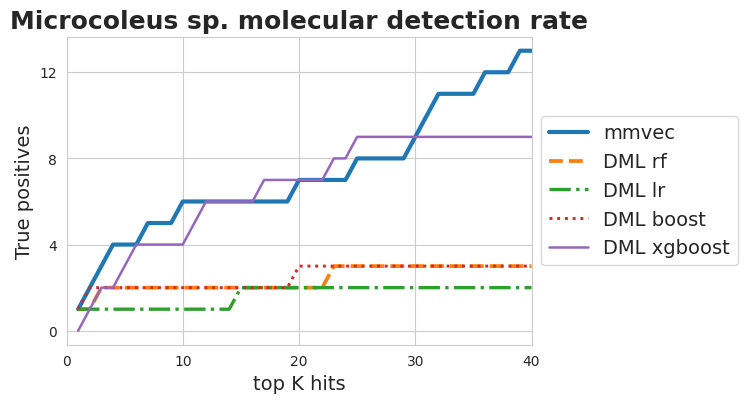 Microcoleus sp. molecular detection rate
True positives
12
8
4
0
0 10 20 30 40
top K hits
mmvec
DML rf
DML lr
DML boost
DML xgboost